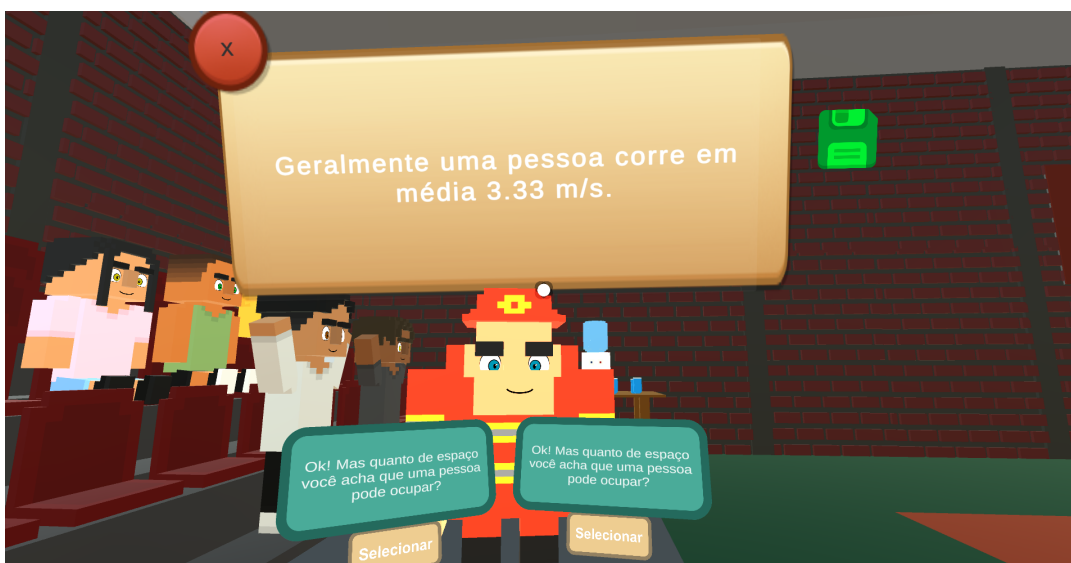 X
Geralmente uma pessoa corre em
média 3.33 m/s.
Ok! Mas quanto de espaço
você acha que uma pessoa
pode ocupar?
Selecionar
Ok! Mas quanto de espaço
você acha que uma pessoa
pode ocupar?
Selecionar